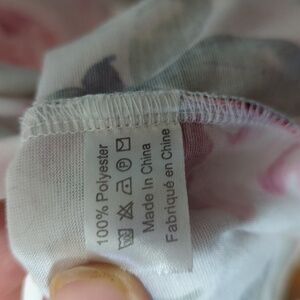 100% Polyester
Made In China
Fabriqué en Chine